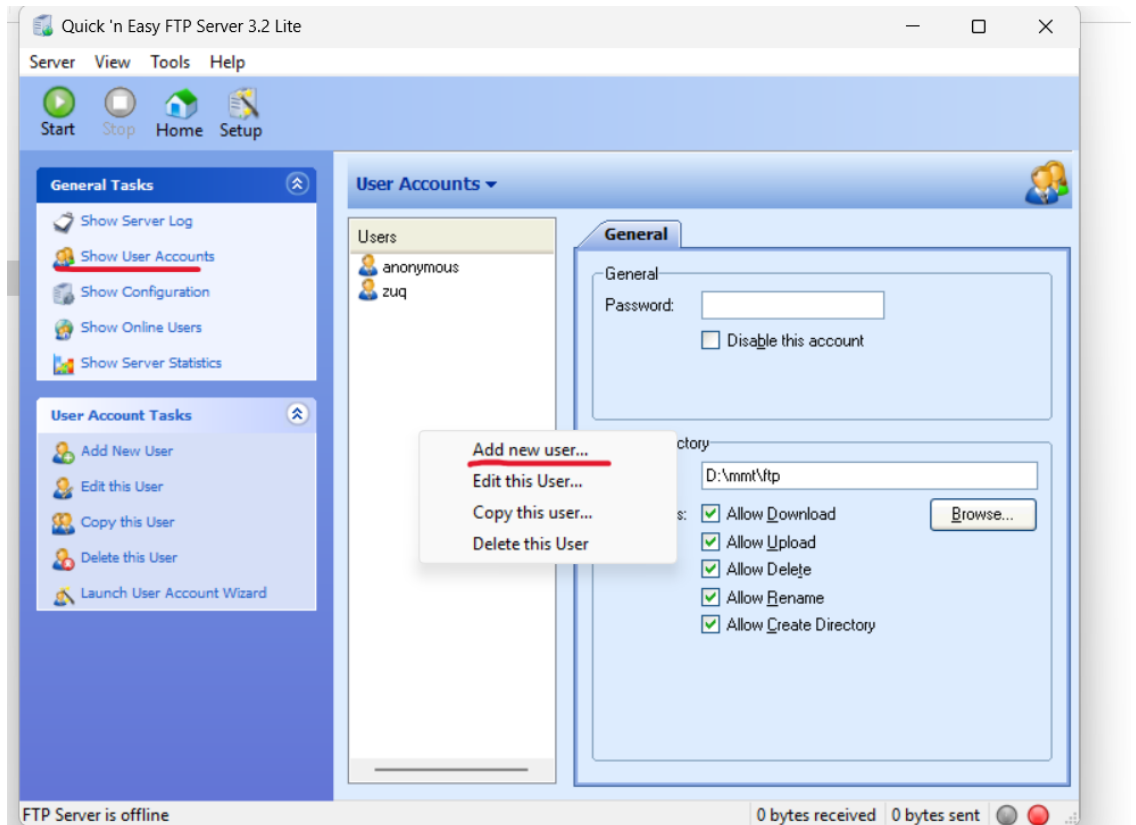 Quick 'n Easy FTP Server 3.2 Lite
Server View Tools Help
Start Stop Home Setup
General Tasks
Show Server Log
Show User Accounts
Show Configuration
Show Online Users
Show Server Statistics
User Account Tasks
Add New User
Edit this User
Copy this User
Delete this User
Launch User Account Wizard
User Accounts
Users
anonymous
zuq
General
General
Password:
Disable this account
Add new user...
Edit this User...
Copy this user...
Delete this User
D:\mmt\ftp
Allow Download
Browse...
Allow Upload
Allow Delete
Allow Rename
Allow Create Directory
FTP Server is offline
0 bytes received 0 bytes sent